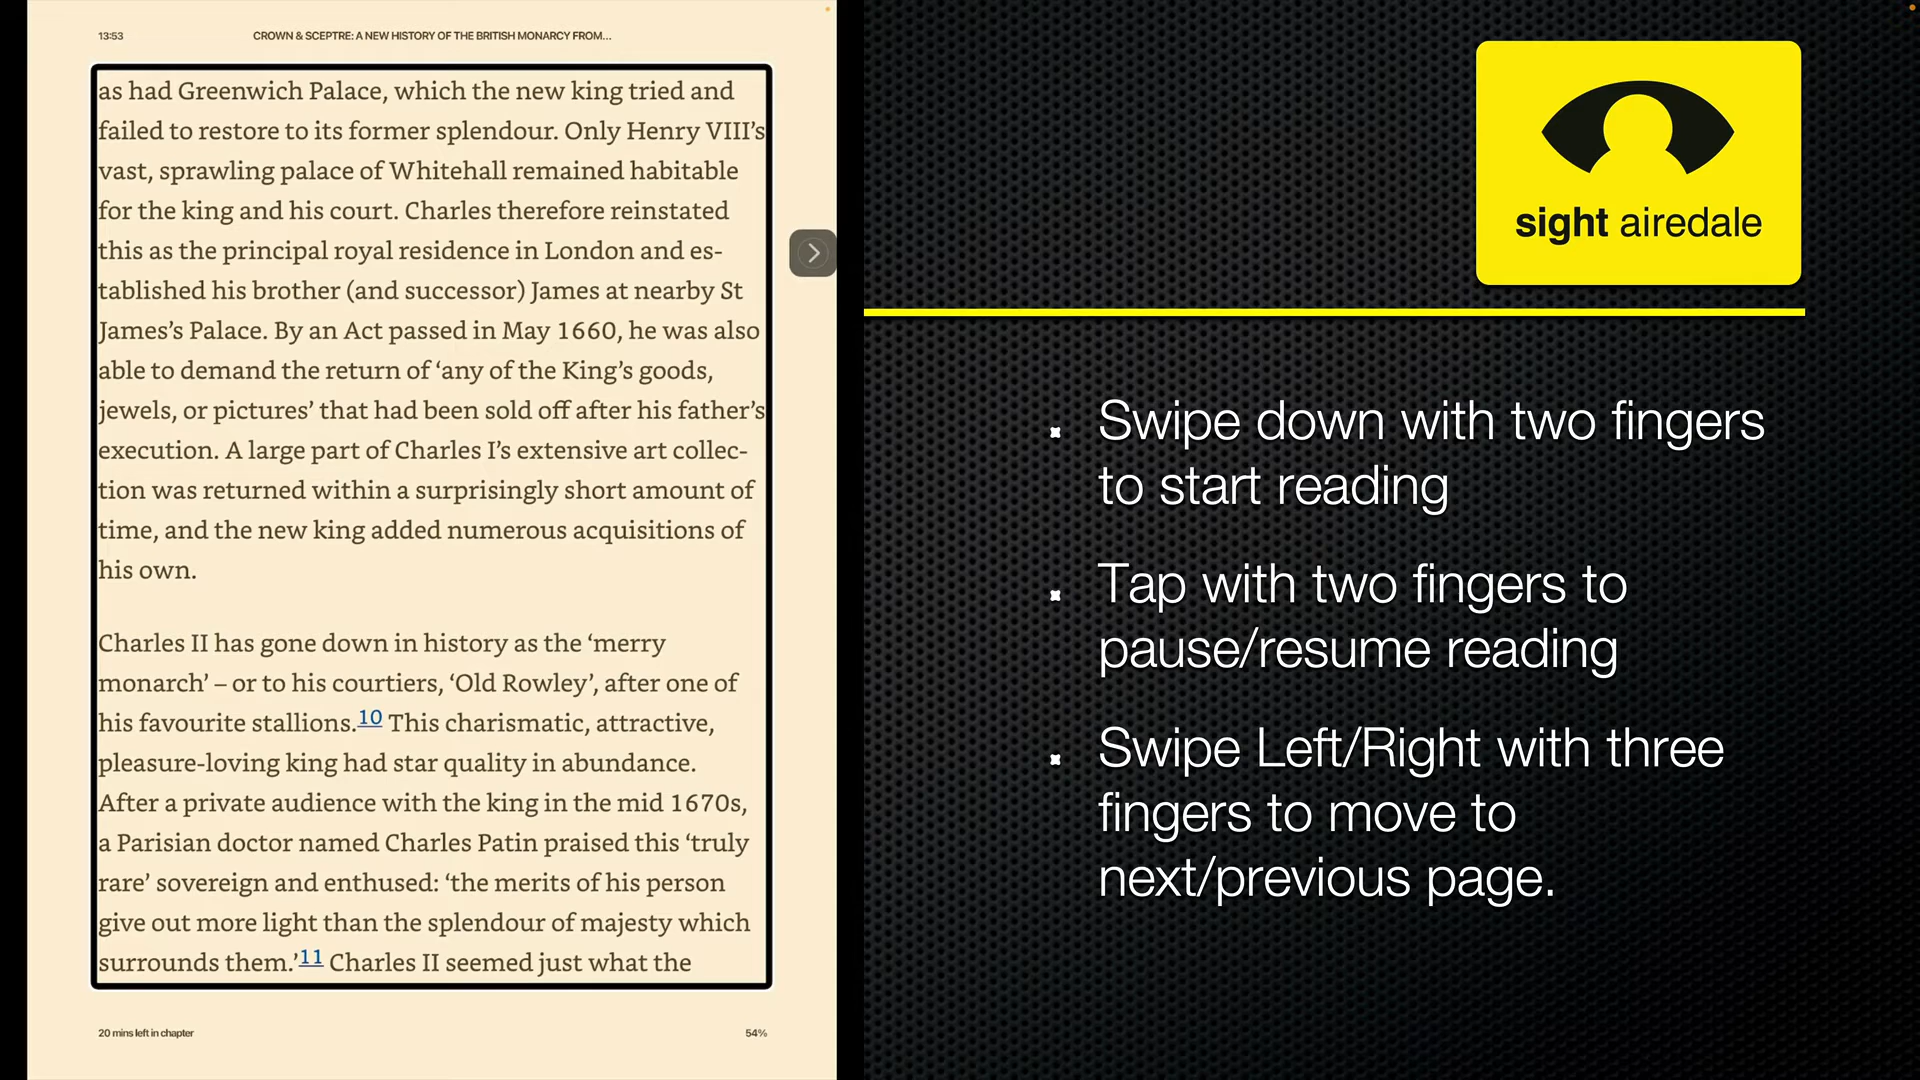 13:53
CROWN & SCEPTRE: A NEW HISTORY OF THE BRITISH MONARCY FROM...
as had Greenwich Palace, which the new king tried and
failed to restore to its former splendour. Only Henry VIII’s
vast, sprawling palace of Whitehall remained habitable
for the king and his court. Charles therefore reinstated
this as the principal royal residence in London and es-
tablished his brother (and successor) James at nearby St
James’s Palace. By an Act passed in May 1660, he was also
able to demand the return of ‘any of the King’s goods,
jewels, or pictures’ that had been sold off after his father’s
execution. A large part of Charles I’s extensive art collec-
tion was returned within a surprisingly short amount of
time, and the new king added numerous acquisitions of
his own.
Charles II has gone down in history as the ‘merry
monarch’ – or to his courtiers, ‘Old Rowley’, after one of
his favourite stallions.10 This charismatic, attractive,
pleasure-loving king had star quality in abundance.
After a private audience with the king in the mid 1670s,
a Parisian doctor named Charles Patin praised this ‘truly
rare’ sovereign and enthused: ‘the merits of his person
give out more light than the splendour of majesty which
surrounds them.’11 Charles II seemed just what the
20 mins left in chapter
54%
sight airedale
Swipe down with two fingers
to start reading
Tap with two fingers to
pause/resume reading
Swipe Left/Right with three
fingers to move to
next/previous page.